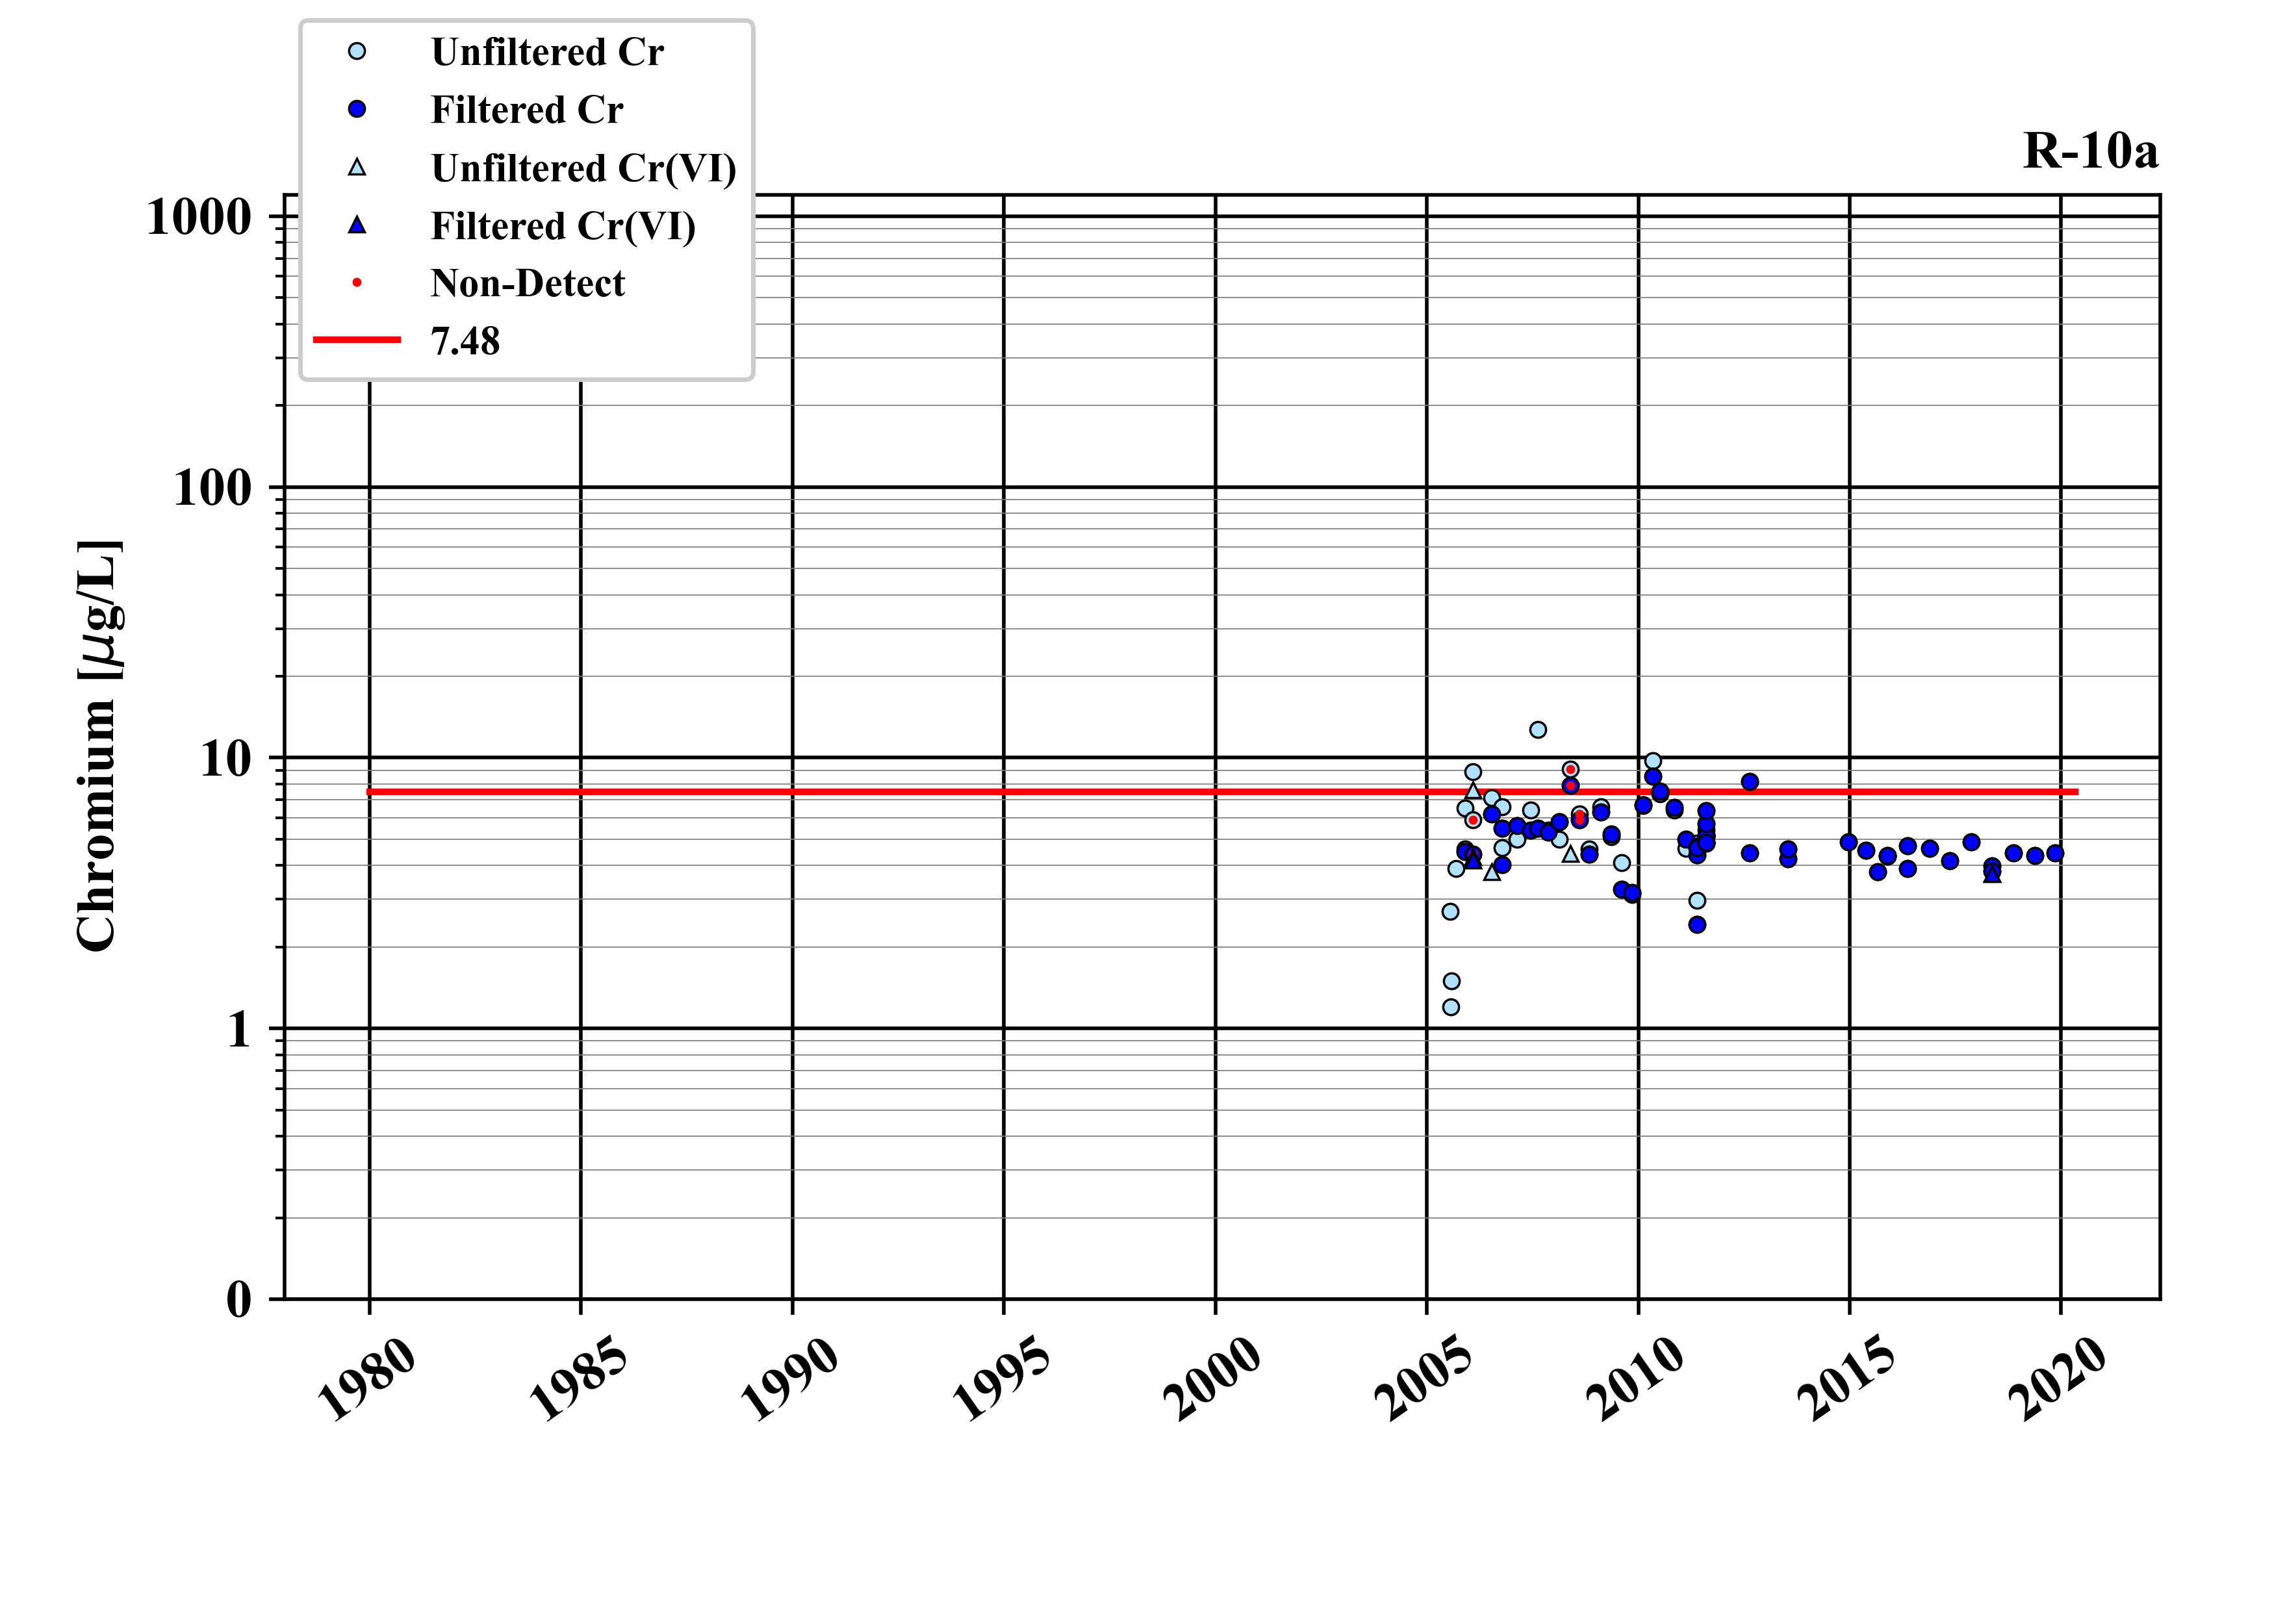 Unfiltered Cr
Filtered Cr
Unfiltered Cr(VI)
Filtered Cr(VI)
Non-Detect
7.48
R-10a
1000
100
10
1
0
Chromium [μg/L]
1980
1985
1990
1995
2000
2005
2010
2015
2020